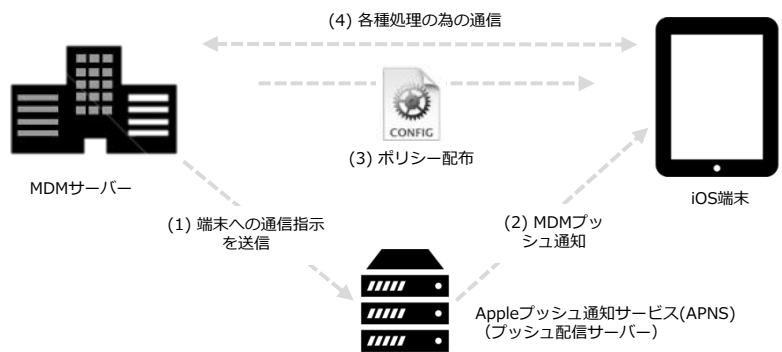 (4) 各種処理の為の通信
CONFIG
(3) ポリシー配布
MDMサーバー
iOS端末
(1) 端末への通信指示
を送信
(2) MDMプッ
シュ通知
Appleプッシュ通知サービス(APNS)
（プッシュ配信サーバー）